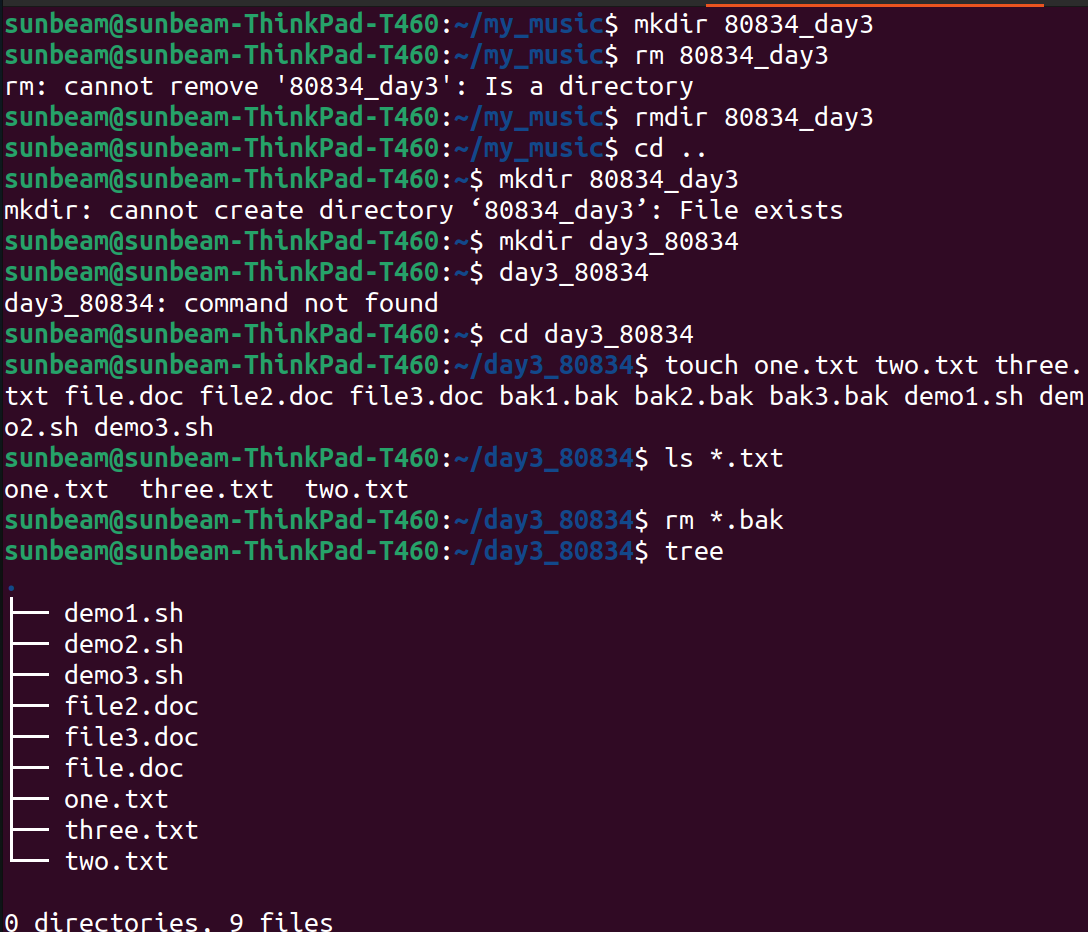 sunbeam@sunbeam-ThinkPad-T460:~/my_music$ mkdir 80834_day3
sunbeam@sunbeam-ThinkPad-T460:~/my_music$ rm 80834_day3
rm: cannot remove '80834_day3': Is a directory
sunbeam@sunbeam-ThinkPad-T460:~/my_music$ rmdir 80834_day3
sunbeam@sunbeam-ThinkPad-T460:~/my_music$ cd ..
sunbeam@sunbeam-ThinkPad-T460:~$ mkdir 80834_day3
mkdir: cannot create directory ‘80834_day3’: File exists
sunbeam@sunbeam-ThinkPad-T460:~$ mkdir day3_80834
sunbeam@sunbeam-ThinkPad-T460:~$ day3_80834
day3_80834: command not found
sunbeam@sunbeam-ThinkPad-T460:~$ cd day3_80834
sunbeam@sunbeam-ThinkPad-T460:~/day3_80834$ touch one.txt two.txt three.
txt file.doc file2.doc file3.doc bak1.bak bak2.bak bak3.bak demo1.sh dem
o2.sh demo3.sh
sunbeam@sunbeam-ThinkPad-T460:~/day3_80834$ ls *.txt
one.txt  three.txt  two.txt
sunbeam@sunbeam-ThinkPad-T460:~/day3_80834$ rm *.bak
sunbeam@sunbeam-ThinkPad-T460:~/day3_80834$ tree
.
├── demo1.sh
├── demo2.sh
├── demo3.sh
├── file2.doc
├── file3.doc
├── file.doc
├── one.txt
├── three.txt
└── two.txt
0 directories, 9 files